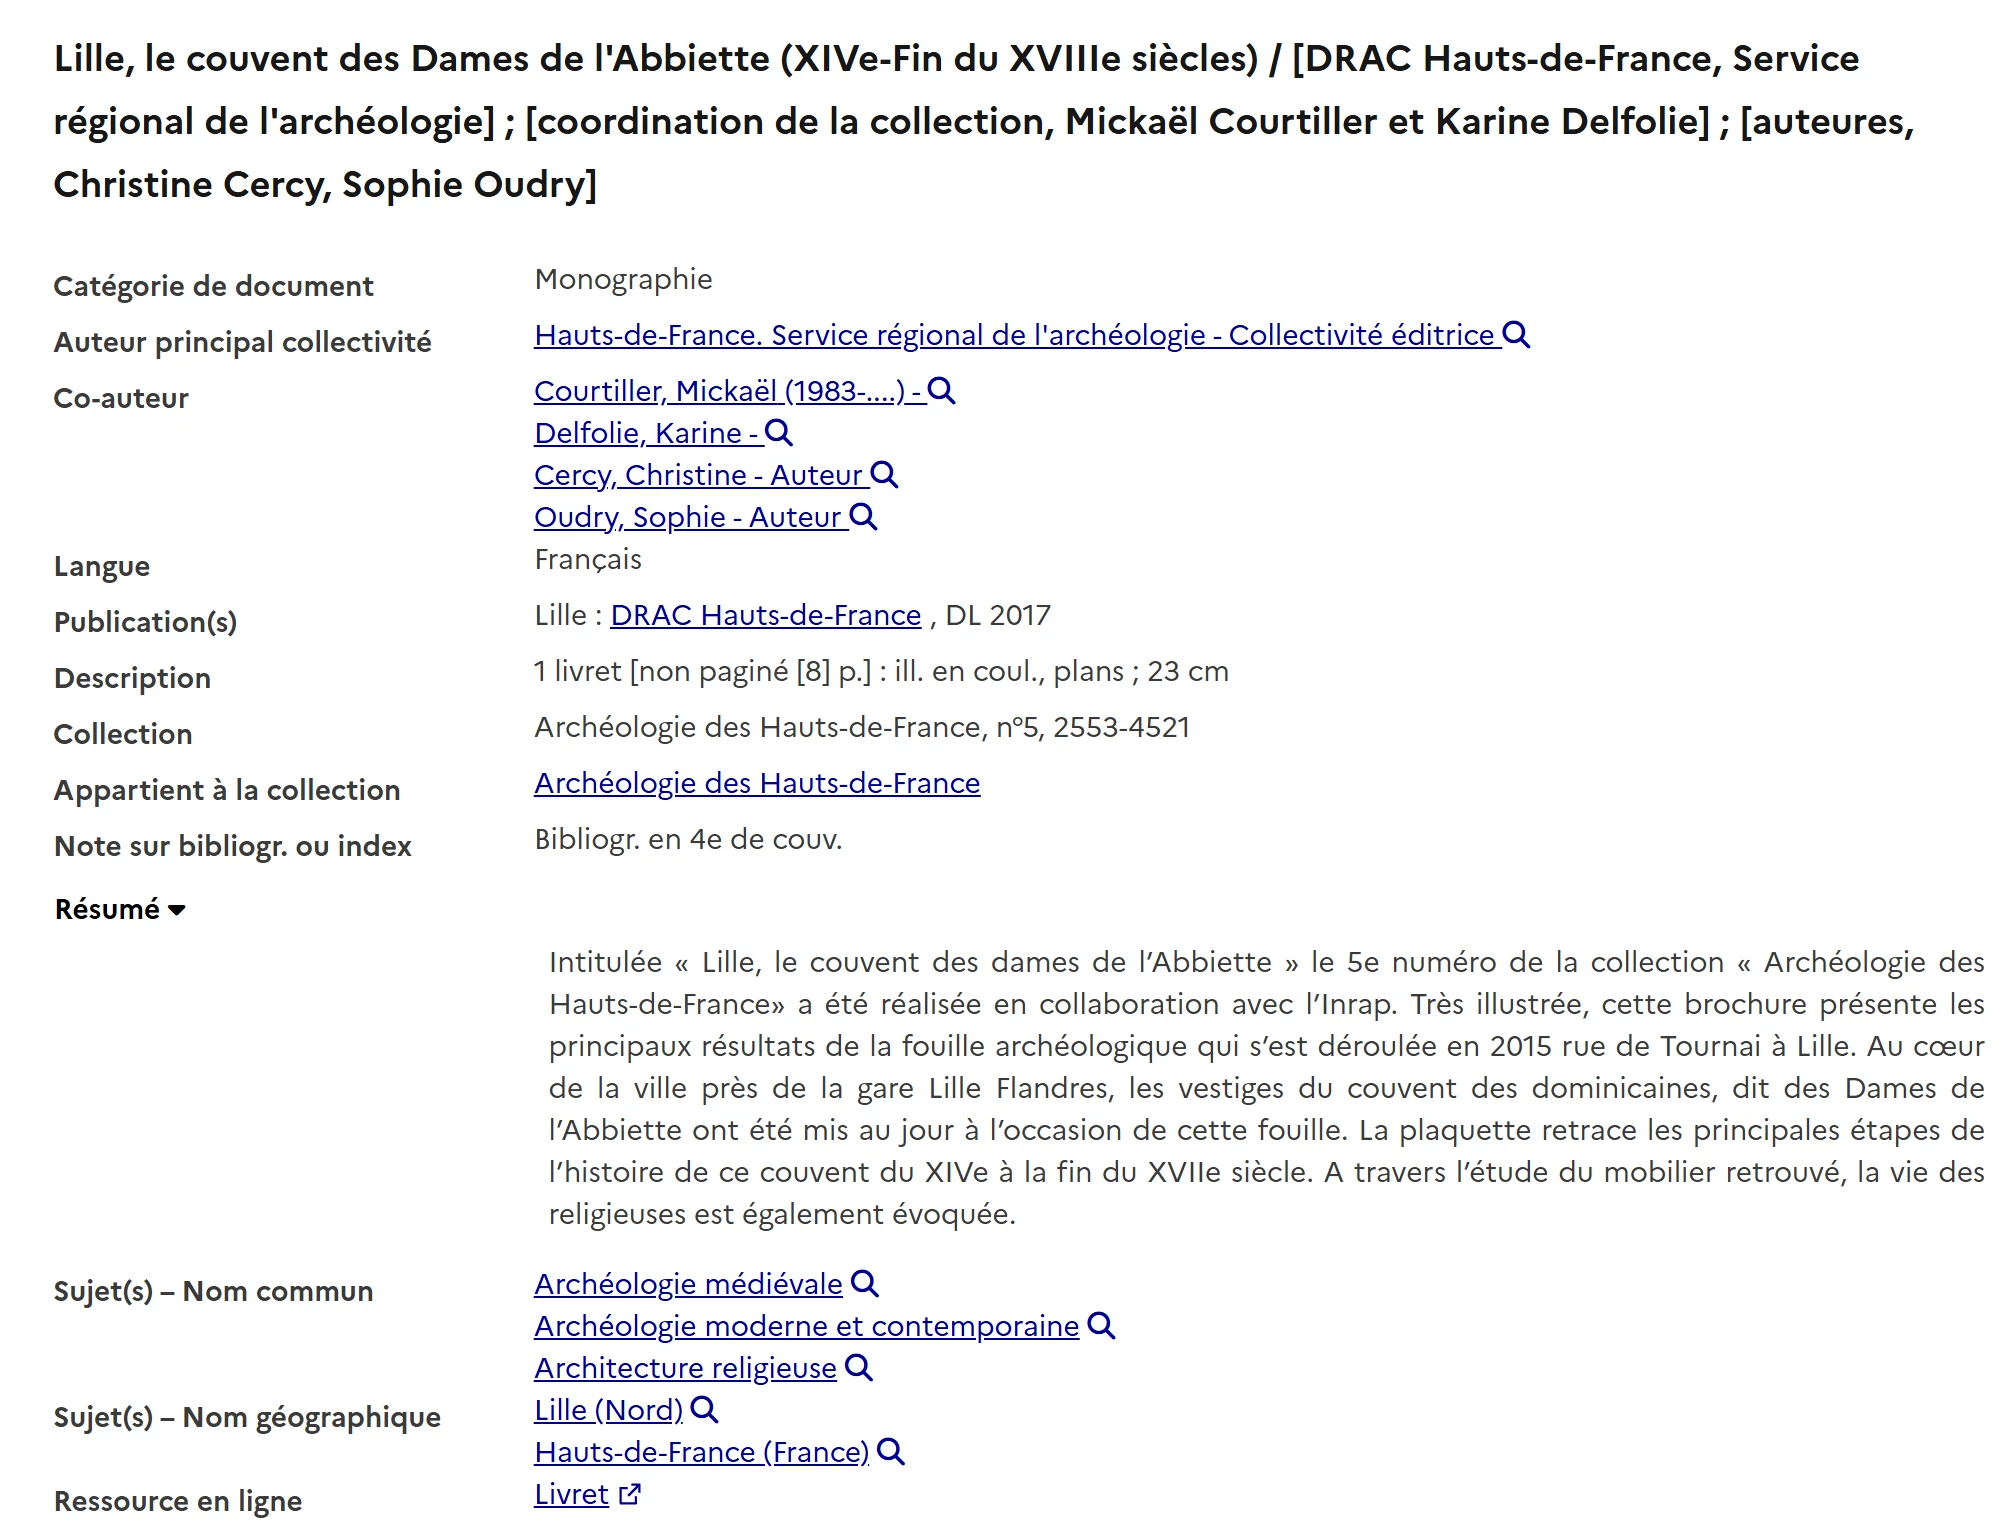 Lille, le couvent des Dames de l'Abbiette (XIVe-Fin du XVIIIe siècles) / [DRAC Hauts-de-France, Service
régional de l'archéologie] ; [coordination de la collection, Mickaël Courtiller et Karine Delfolie] ; [auteures,
Christine Cercy, Sophie Oudry]
Catégorie de document Monographie
Auteur principal collectivité Hauts-de-France. Service régional de l'archéologie - Collectivité éditrice
Co-auteur Courtiller, Mickaël (1983-....) -
Delfolie, Karine -
Cercy, Christine - Auteur
Oudry, Sophie - Auteur
Langue Français
Publication(s) Lille : DRAC Hauts-de-France , DL 2017
Description 1 livret [non paginé [8] p.] : ill. en coul., plans ; 23 cm
Collection Archéologie des Hauts-de-France, n°5, 2553-4521
Appartient à la collection Archéologie des Hauts-de-France
Note sur bibliogr. ou index Bibliogr. en 4e de couv.
Résumé
Intitulée « Lille, le couvent des dames de l’Abbiette » le 5e numéro de la collection « Archéologie des
Hauts-de-France» a été réalisée en collaboration avec l’Inrap. Très illustrée, cette brochure présente les
principaux résultats de la fouille archéologique qui s’est déroulée en 2015 rue de Tournai à Lille. Au cœur
de la ville près de la gare Lille Flandres, les vestiges du couvent des dominicaines, dit des Dames de
l’Abbiette ont été mis au jour à l’occasion de cette fouille. La plaquette retrace les principales étapes de
l’histoire de ce couvent du XIVe à la fin du XVIIe siècle. A travers l’étude du mobilier retrouvé, la vie des
religieuses est également évoquée.
Sujet(s) – Nom commun Archéologie médiévale
Archéologie moderne et contemporaine
Architecture religieuse
Sujet(s) – Nom géographique Lille (Nord)
Hauts-de-France (France)
Ressource en ligne Livret